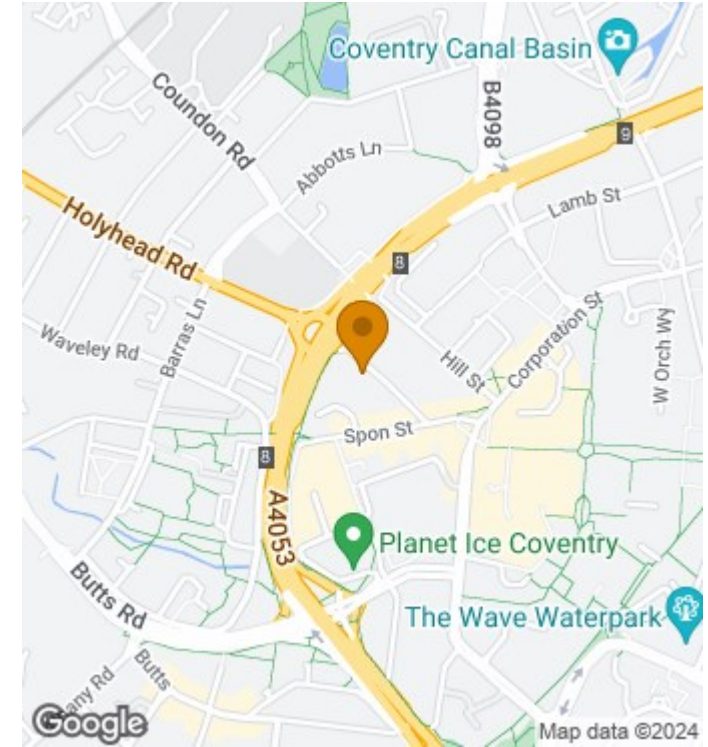 Coventry Canal Basin
B4098
Coundon Rd
9
Abbotts Ln
Lamb St
Holyhead Rd
8
Corporation St
W Orch Wy
Barras Ln
Waveley Rd
Hill St
Spon St
8
A4053
Planet Ice Coventry
Butts Rd
The Wave Waterpark
Butts
any Rd
Google
Map data ©2024